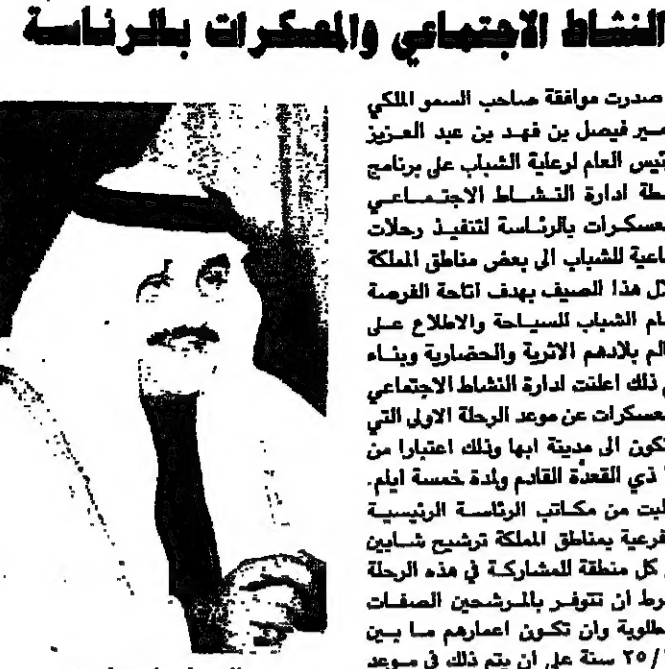 النشاط الاجتماعي والمعسكرات بالرئاسة
صدرت موافقة صاحب السمو الملكي
فيصل بن فهد بن عبد العزيز
العام لرعاية الشباب على برنامج
ادارة النشاط الاجتماعي
بالرئاسة لتنفيذ رحلات
للشباب الى بعض مناطق المملكة
هذا الصيف بهدف اتاحة الفرصة
الشباب للسياحة والاطلاع على
بلادهم الاثرية والحضارية وبناء
ذلك اعلنت ادارة النشاط الاجتماعي
عن موعد الرحلة الاولى التي
الى مدينة ابها وذلك اعتبارا من
ذي القعدة القادم ولمدة خمسة ايام.
من مكاتب الرئاسة الرئيسية
بمناطق المملكة ترشيح شابين
كل منطقة للمشاركة في هذه الرحلة
ان تتوفر بالمرشحين الصفات
وان تكون اعمارهم ما بين
/٢٥ سنة على ان يتم ذلك في موعد